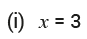 (i) x = 3